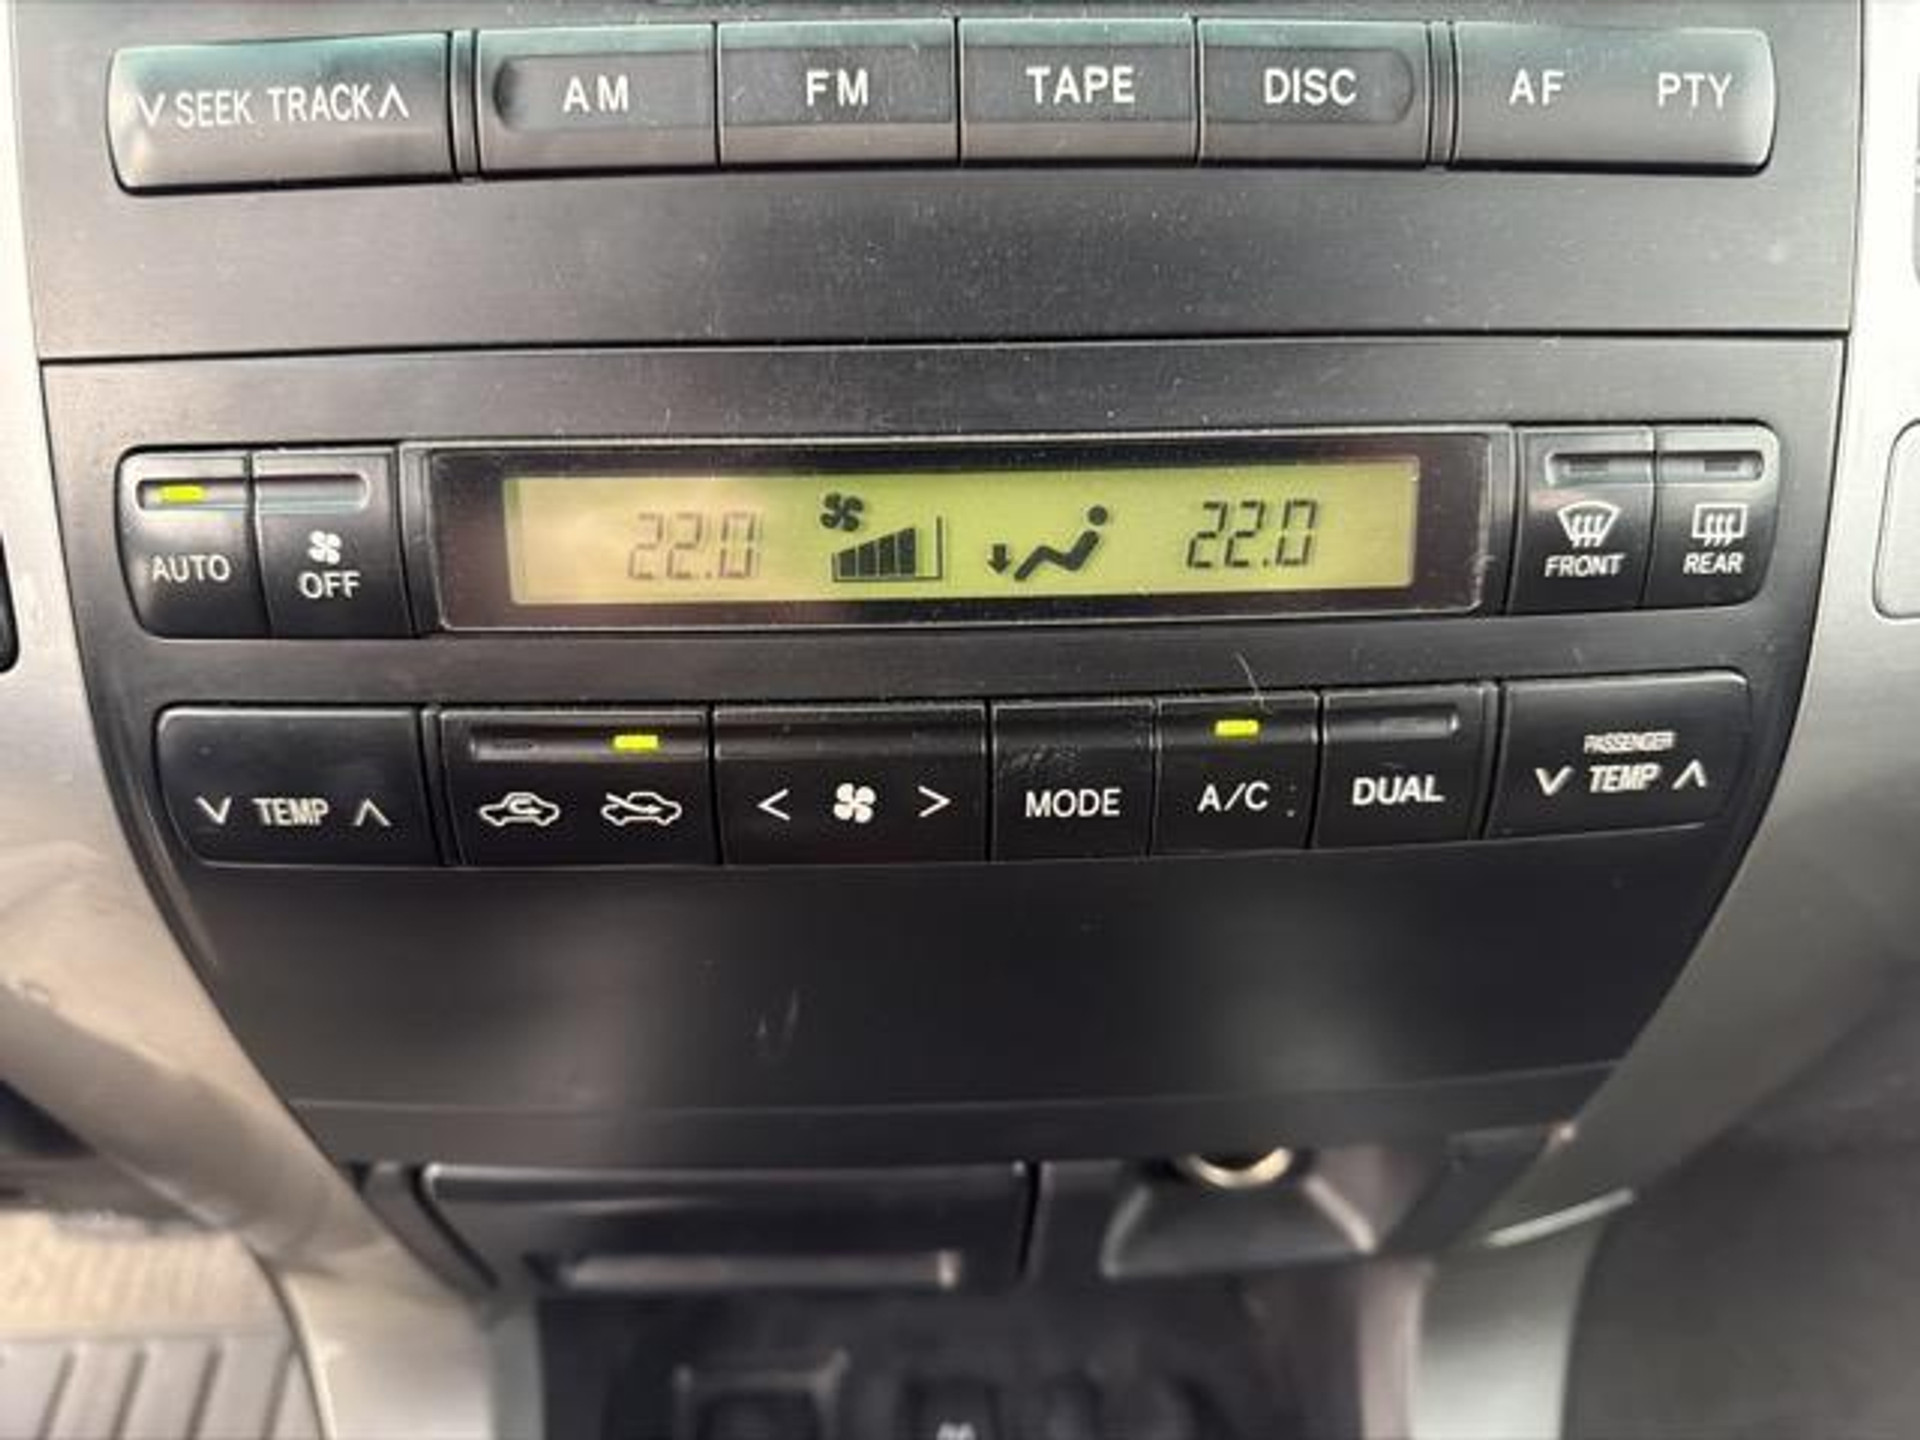 ∨ SEEK TRACK ∧ AM FM TAPE DISC AF PTY
AUTO OFF 22.0 22.0 FRONT REAR
PASSENGER
∨ TEMP ∧ < > MODE A/C DUAL ∨ TEMP ∧